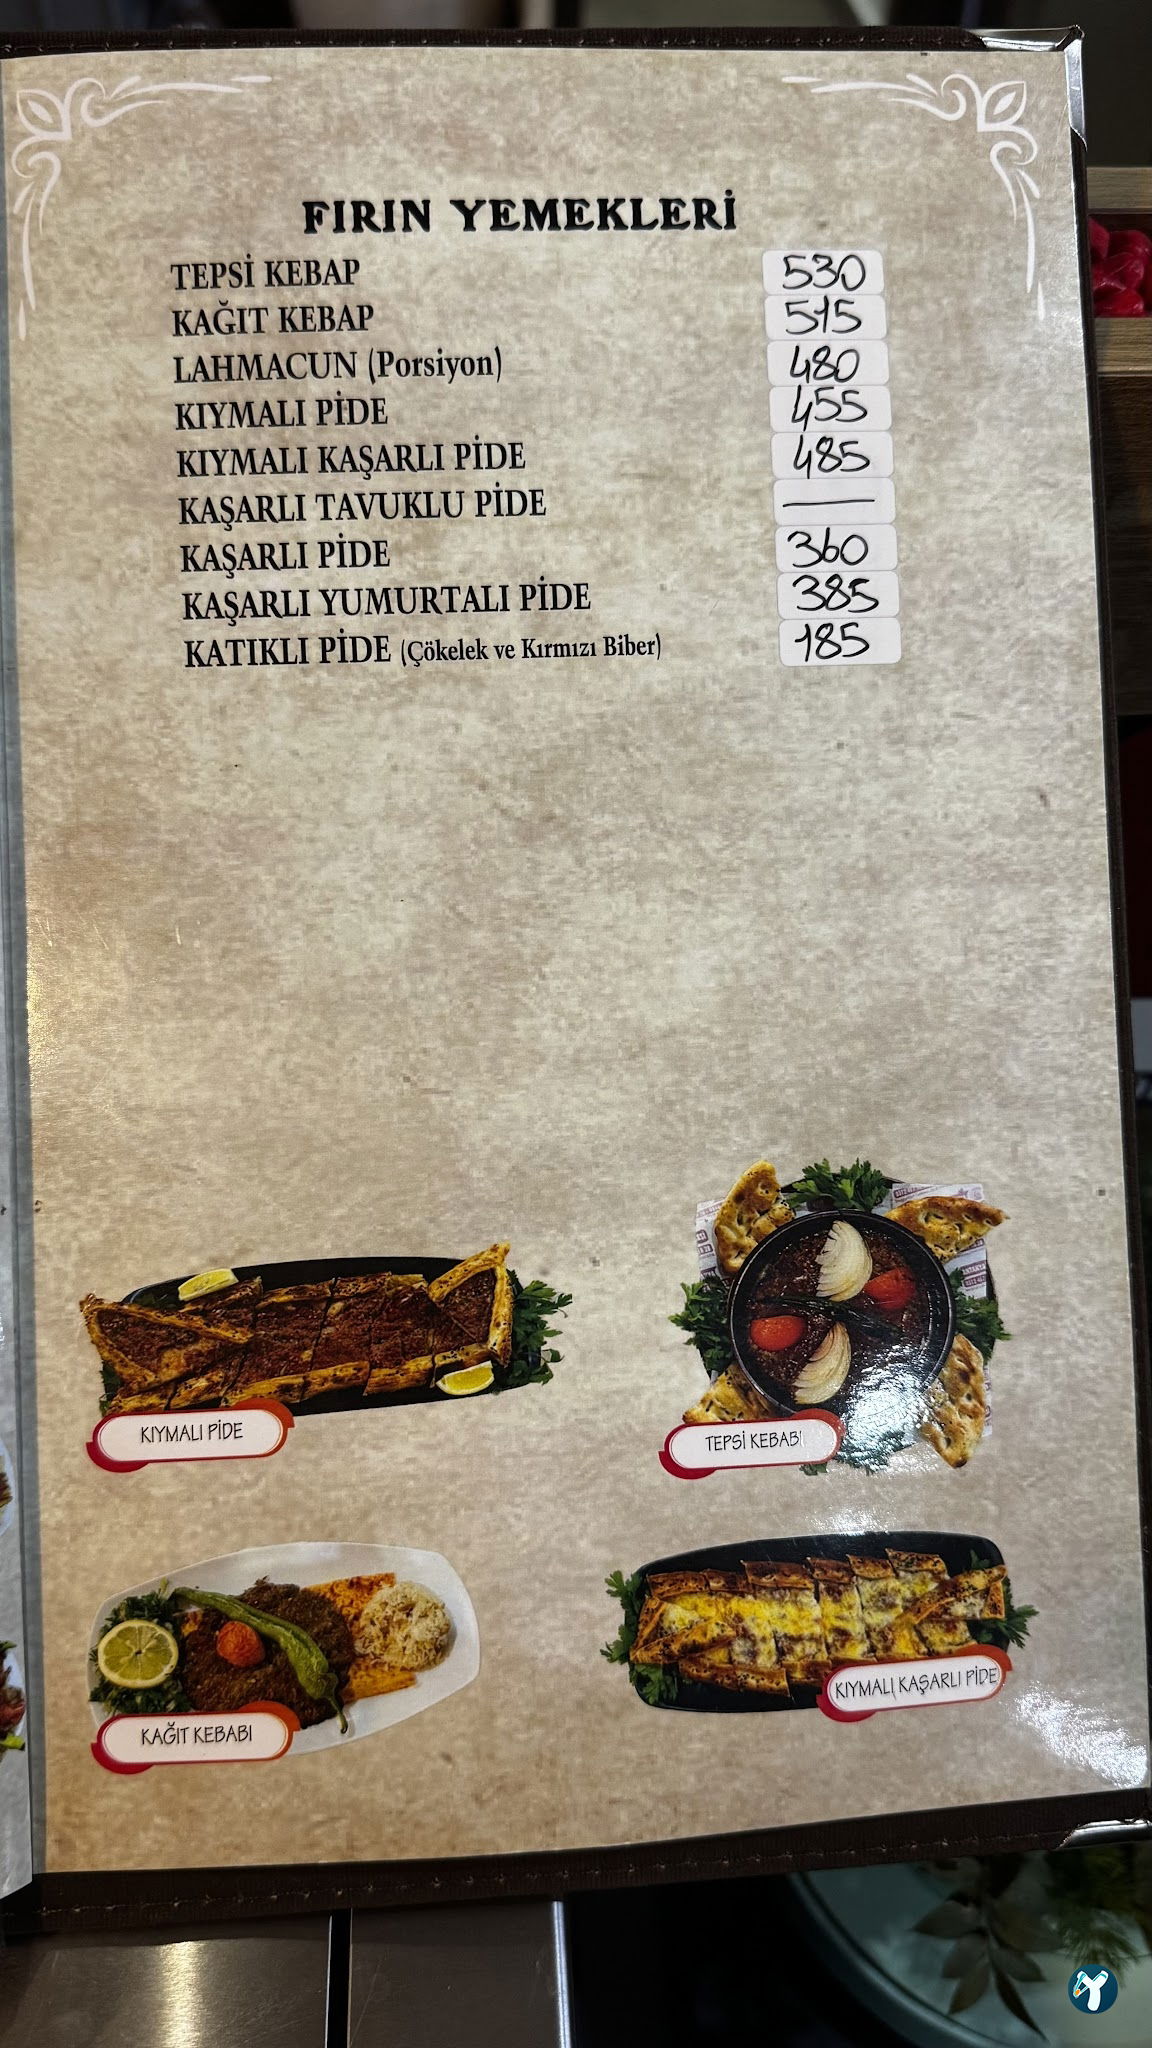 FIRIN YEMEKLERİ
TEPSİ KEBAP 530
KAĞIT KEBAP 515
LAHMACUN (Porsiyon) 480
KIYMALI PİDE 455
KIYMALI KAŞARLI PİDE 485
KAŞARLI TAVUKLU PİDE —
KAŞARLI PİDE 360
KAŞARLI YUMURTALI PİDE 385
KATIKLI PİDE (Çökelek ve Kırmızı Biber) 185
KIYMALI PİDE
TEPSİ KEBABI
KAĞIT KEBABI
KIYMALI KAŞARLI PİDE